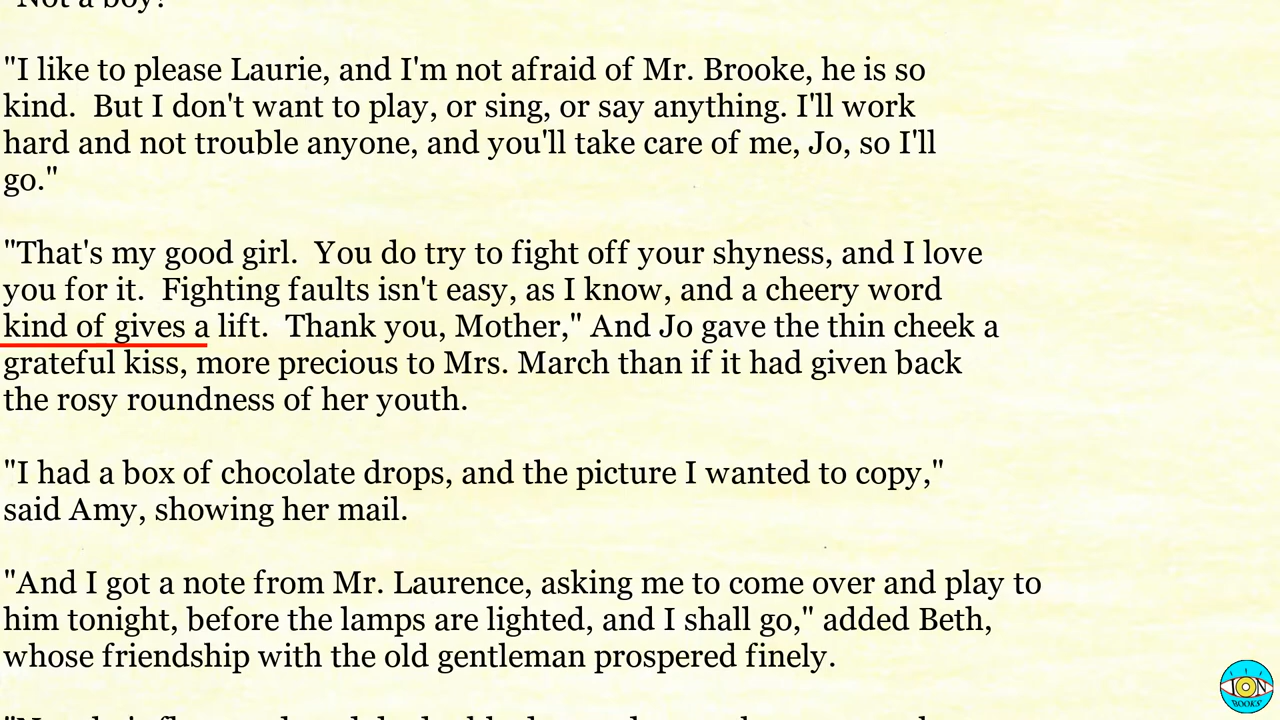 "Not a boy?
"I like to please Laurie, and I'm not afraid of Mr. Brooke, he is so
kind.  But I don't want to play, or sing, or say anything. I'll work
hard and not trouble anyone, and you'll take care of me, Jo, so I'll
go."
"That's my good girl.  You do try to fight off your shyness, and I love
you for it.  Fighting faults isn't easy, as I know, and a cheery word
kind of gives a lift.  Thank you, Mother," And Jo gave the thin cheek a
grateful kiss, more precious to Mrs. March than if it had given back
the rosy roundness of her youth.
"I had a box of chocolate drops, and the picture I wanted to copy,"
said Amy, showing her mail.
"And I got a note from Mr. Laurence, asking me to come over and play to
him tonight, before the lamps are lighted, and I shall go," added Beth,
whose friendship with the old gentleman prospered finely.
ION
BOOKS